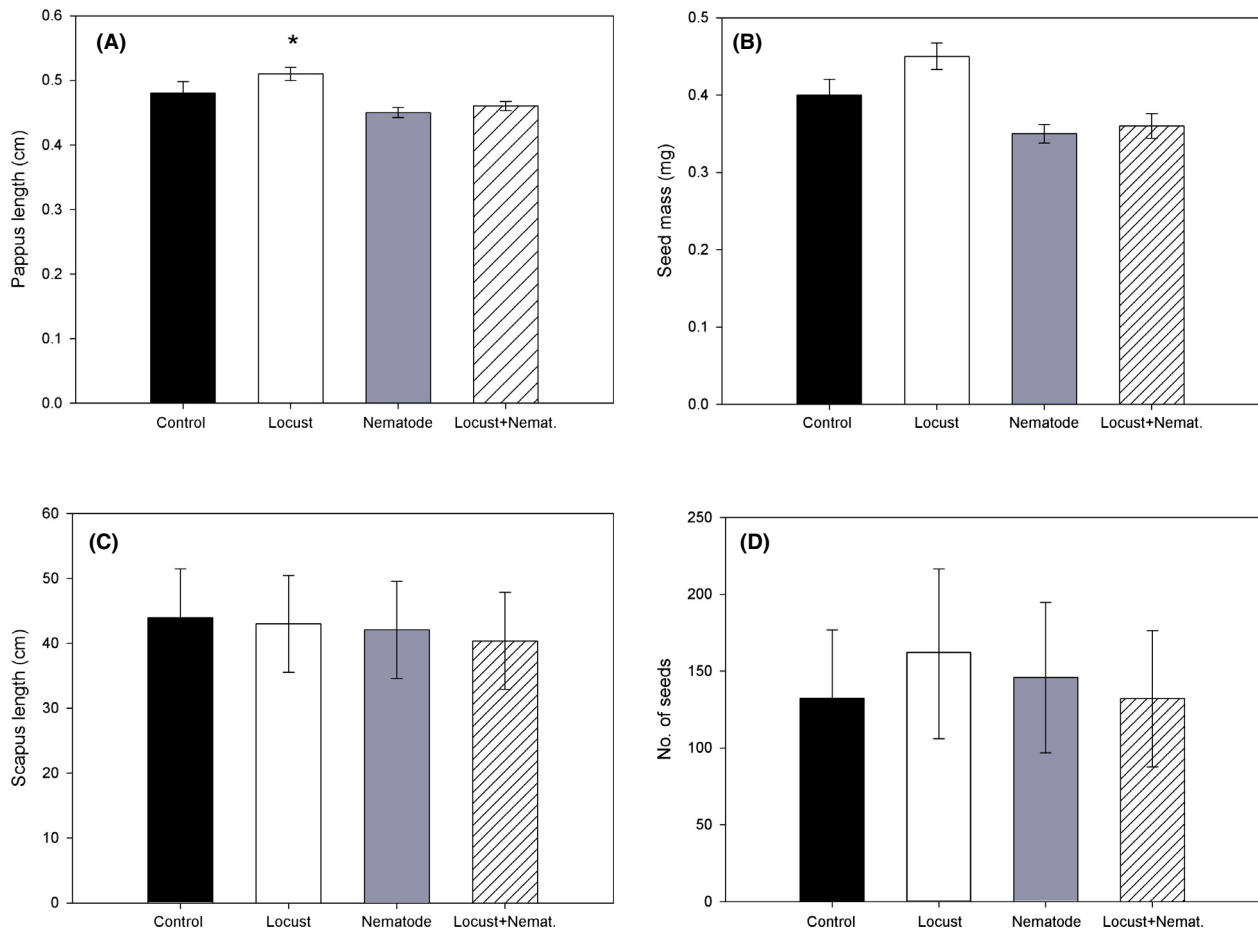 (A)
*
Pappus length (cm)
0.6
0.5
0.4
0.3
0.2
0.1
0.0
Control Locust Nematode Locust+Nemat.
(B)
Seed mass (mg)
0.5
0.4
0.3
0.2
0.1
0.0
Control Locust Nematode Locust+Nemat.
(C)
Scapus length (cm)
60
50
40
30
20
10
0
Control Locust Nematode Locust+Nemat.
(D)
No. of seeds
250
200
150
100
50
0
Control Locust Nematode Locust+Nemat.